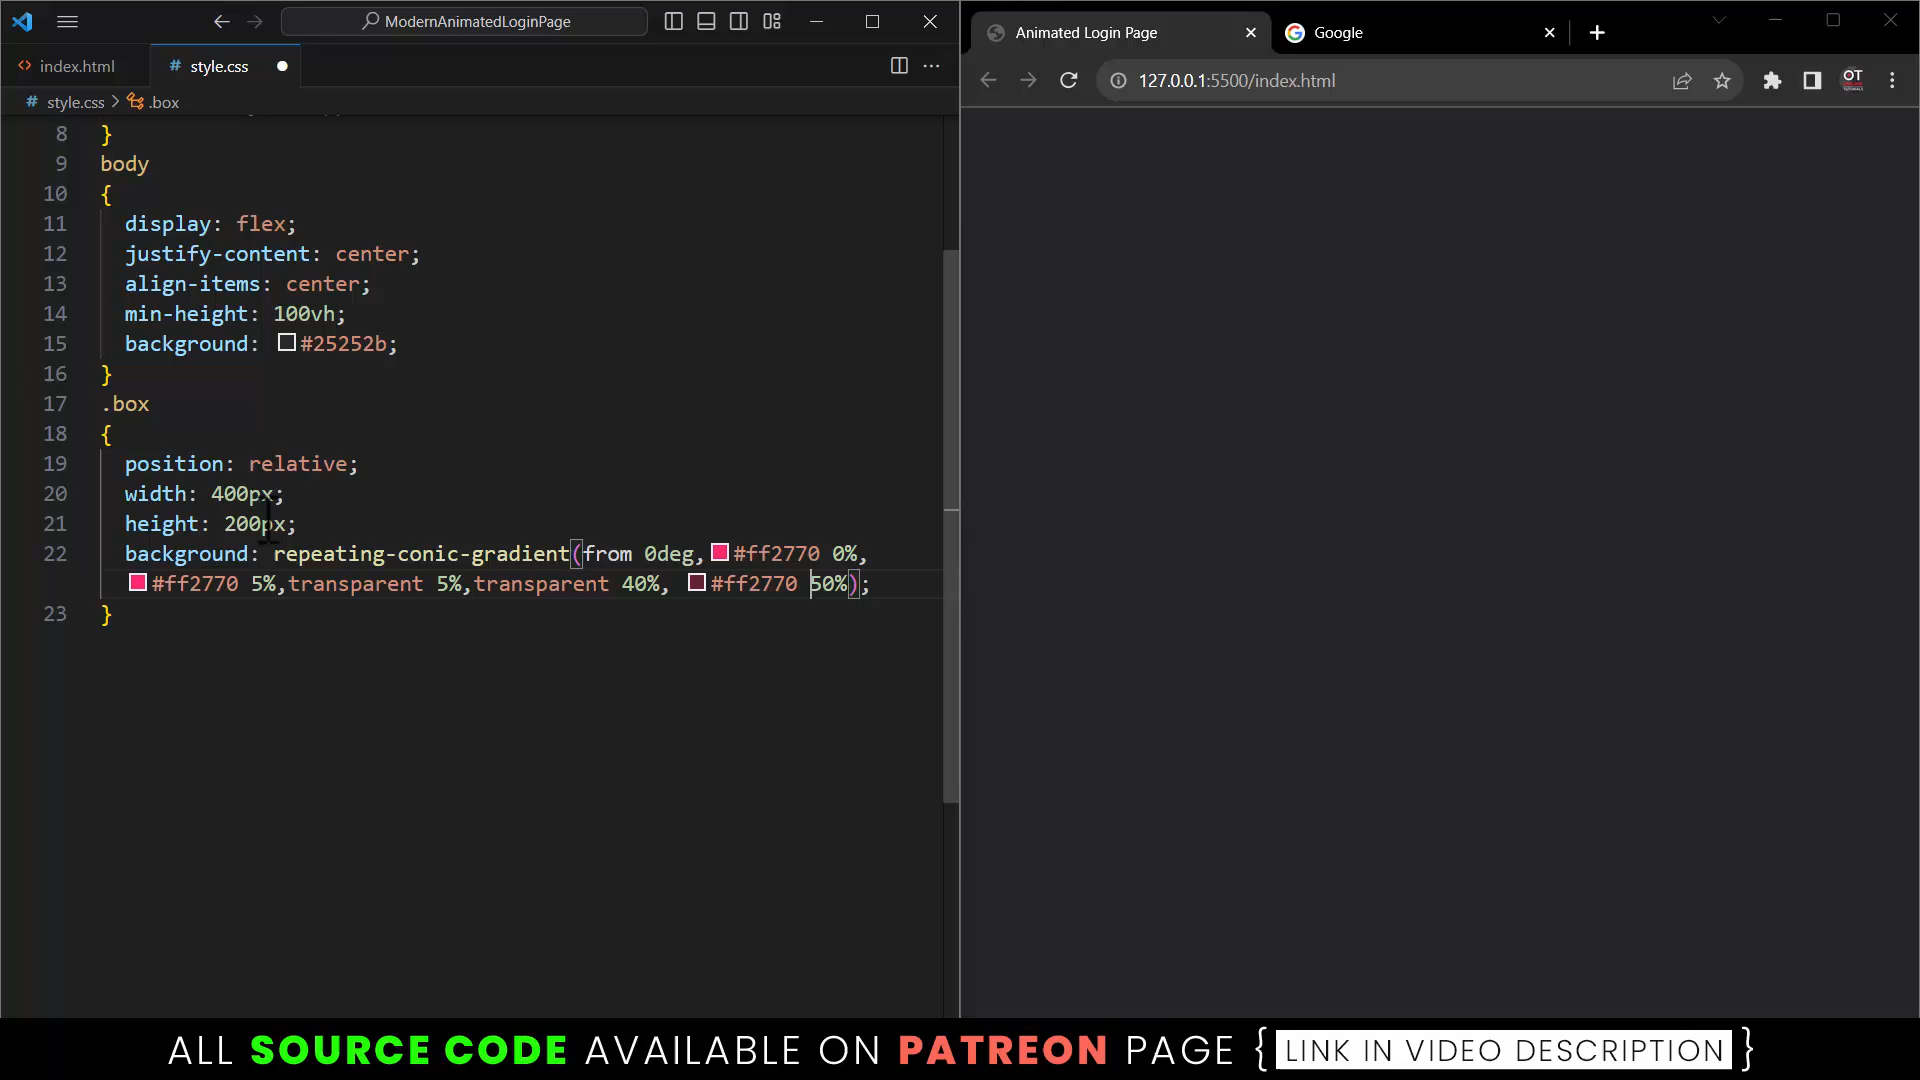 ModernAnimatedLoginPage
index.html
# style.css
# style.css > .box
8 }
9 body
10 {
11 display: flex;
12 justify-content: center;
13 align-items: center;
14 min-height: 100vh;
15 background: #25252b;
16 }
17 .box
18 {
19 position: relative;
20 width: 400px;
21 height: 200px;
22 background: repeating-conic-gradient(from 0deg,#ff2770 0%,
#ff2770 5%,transparent 5%,transparent 40%, #ff2770 50%);
23 }
Animated Login Page
Google
127.0.0.1:5500/index.html
OT
ALL SOURCE CODE AVAILABLE ON PATREON PAGE { LINK IN VIDEO DESCRIPTION }